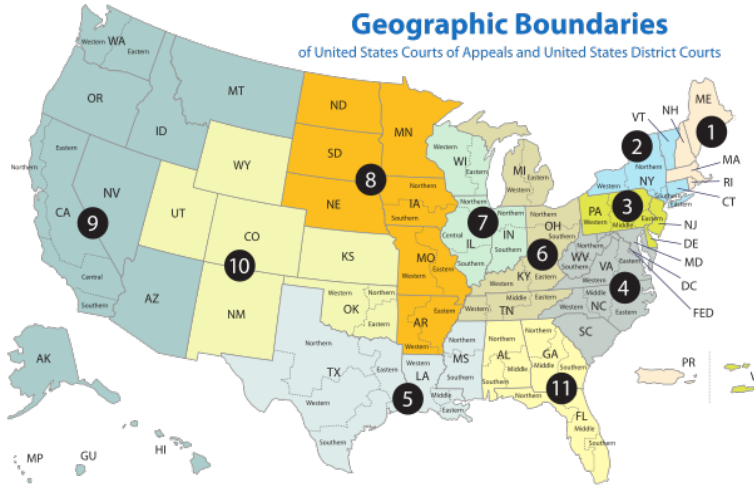 Geographic Boundaries
of United States Courts of Appeals and United States District Courts
WA
Western
Eastern
MT
ND
MN
ME
NH
VT
1
2
OR
ID
SD
WI
Western
Eastern
MI
Western
Eastern
Northern
NY
Western
Southern
Eastern
MA
RI
CT
WY
8
NE
IA
Northern
Southern
Northern
Eastern
CA
NV
9
Central
Southern
UT
CO
10
KS
7
Northern
Central
IL
Southern
IN
Northern
Southern
OH
Northern
Southern
6
PA
Western
Middle
Eastern
3
NJ
DE
MD
DC
FED
MO
Western
Eastern
KY
Western
Eastern
WV
VA
Eastern
Western
4
AZ
NM
OK
Western
Northern
Eastern
AR
Eastern
Western
TN
Western
Middle
Eastern
NC
Western
Middle
Eastern
SC
AK
TX
Northern
Western
Eastern
Southern
LA
Western
Middle
Eastern
5
MS
Northern
Southern
AL
Northern
Middle
Southern
GA
Northern
Middle
Southern
11
FL
Northern
Middle
Southern
PR
MP
GU
HI